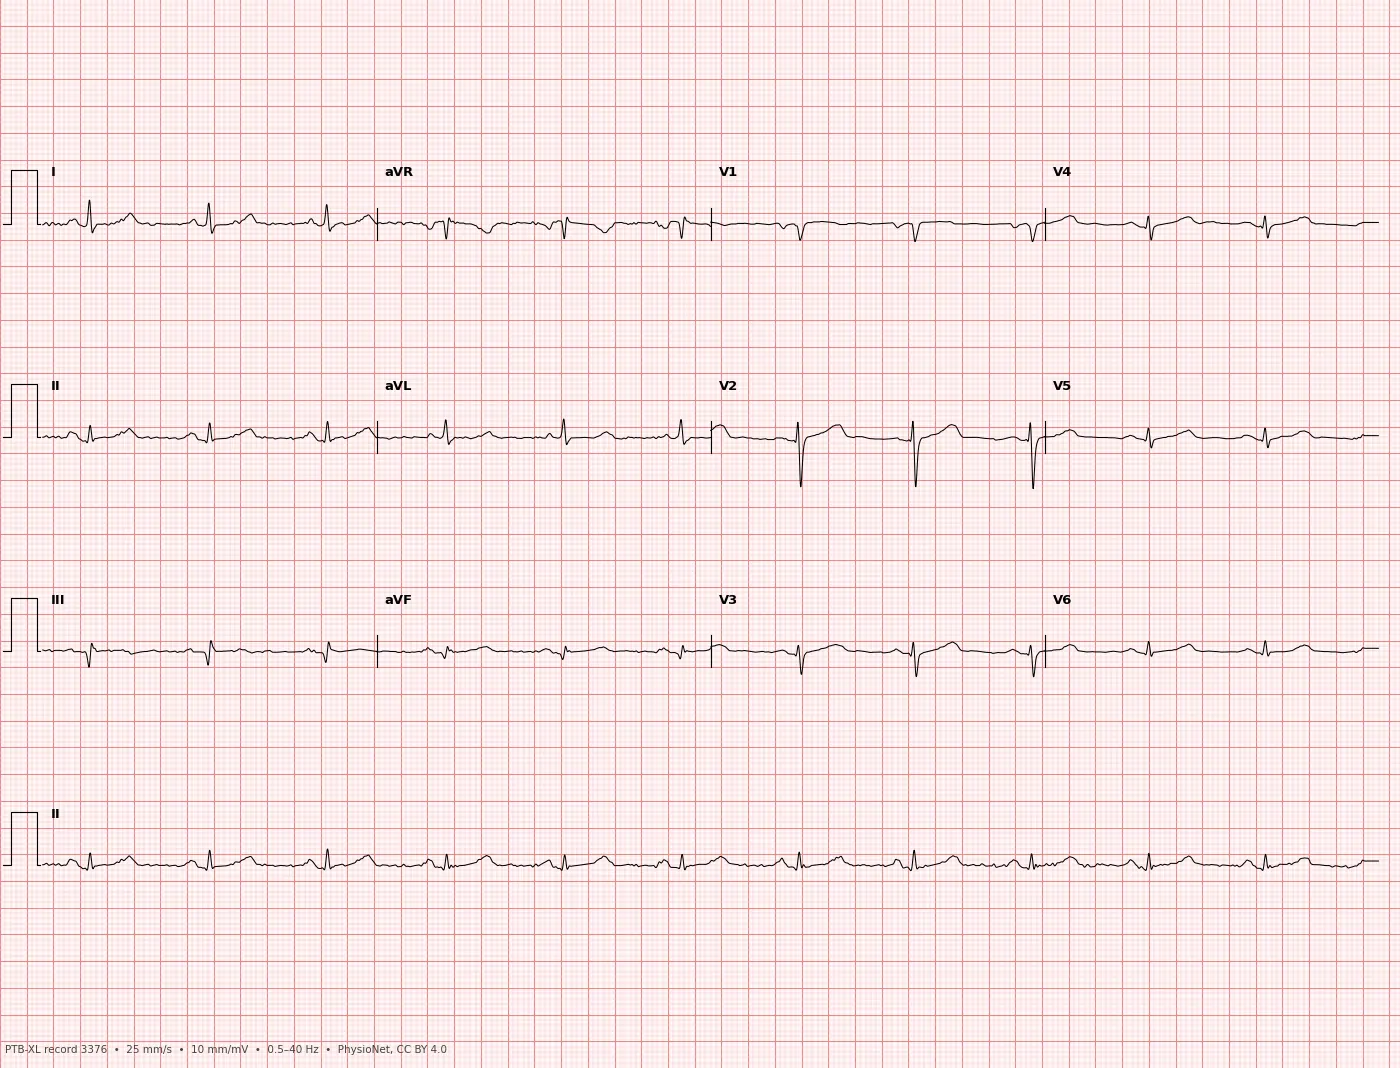 I aVR V1 V4
II aVL V2 V5
III aVF V3 V6
II
PTB-XL record 3376 • 25 mm/s • 10 mm/mV • 0.5–40 Hz • PhysioNet, CC BY 4.0